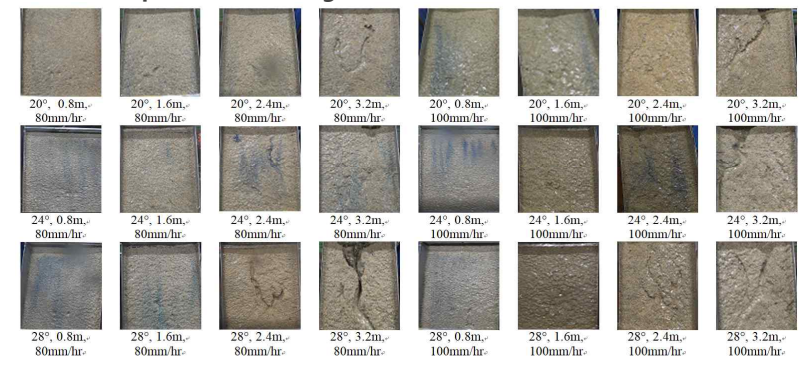 20°, 0.8m, 20°, 1.6m, 20°, 2.4m, 20°, 3.2m, 20°, 0.8m, 20°, 1.6m, 20°, 2.4m, 20°, 3.2m,
80mm/hr 80mm/hr 80mm/hr 80mm/hr 100mm/hr 100mm/hr 100mm/hr 100mm/hr
24°, 0.8m, 24°, 1.6m, 24°, 2.4m, 24°, 3.2m, 24°, 0.8m, 24°, 1.6m, 24°, 2.4m, 24°, 3.2m,
80mm/hr 80mm/hr 80mm/hr 80mm/hr 100mm/hr 100mm/hr 100mm/hr 100mm/hr
28°, 0.8m, 28°, 1.6m, 28°, 2.4m, 28°, 3.2m, 28°, 0.8m, 28°, 1.6m, 28°, 2.4m, 28°, 3.2m,
80mm/hr 80mm/hr 80mm/hr 80mm/hr 100mm/hr 100mm/hr 100mm/hr 100mm/hr